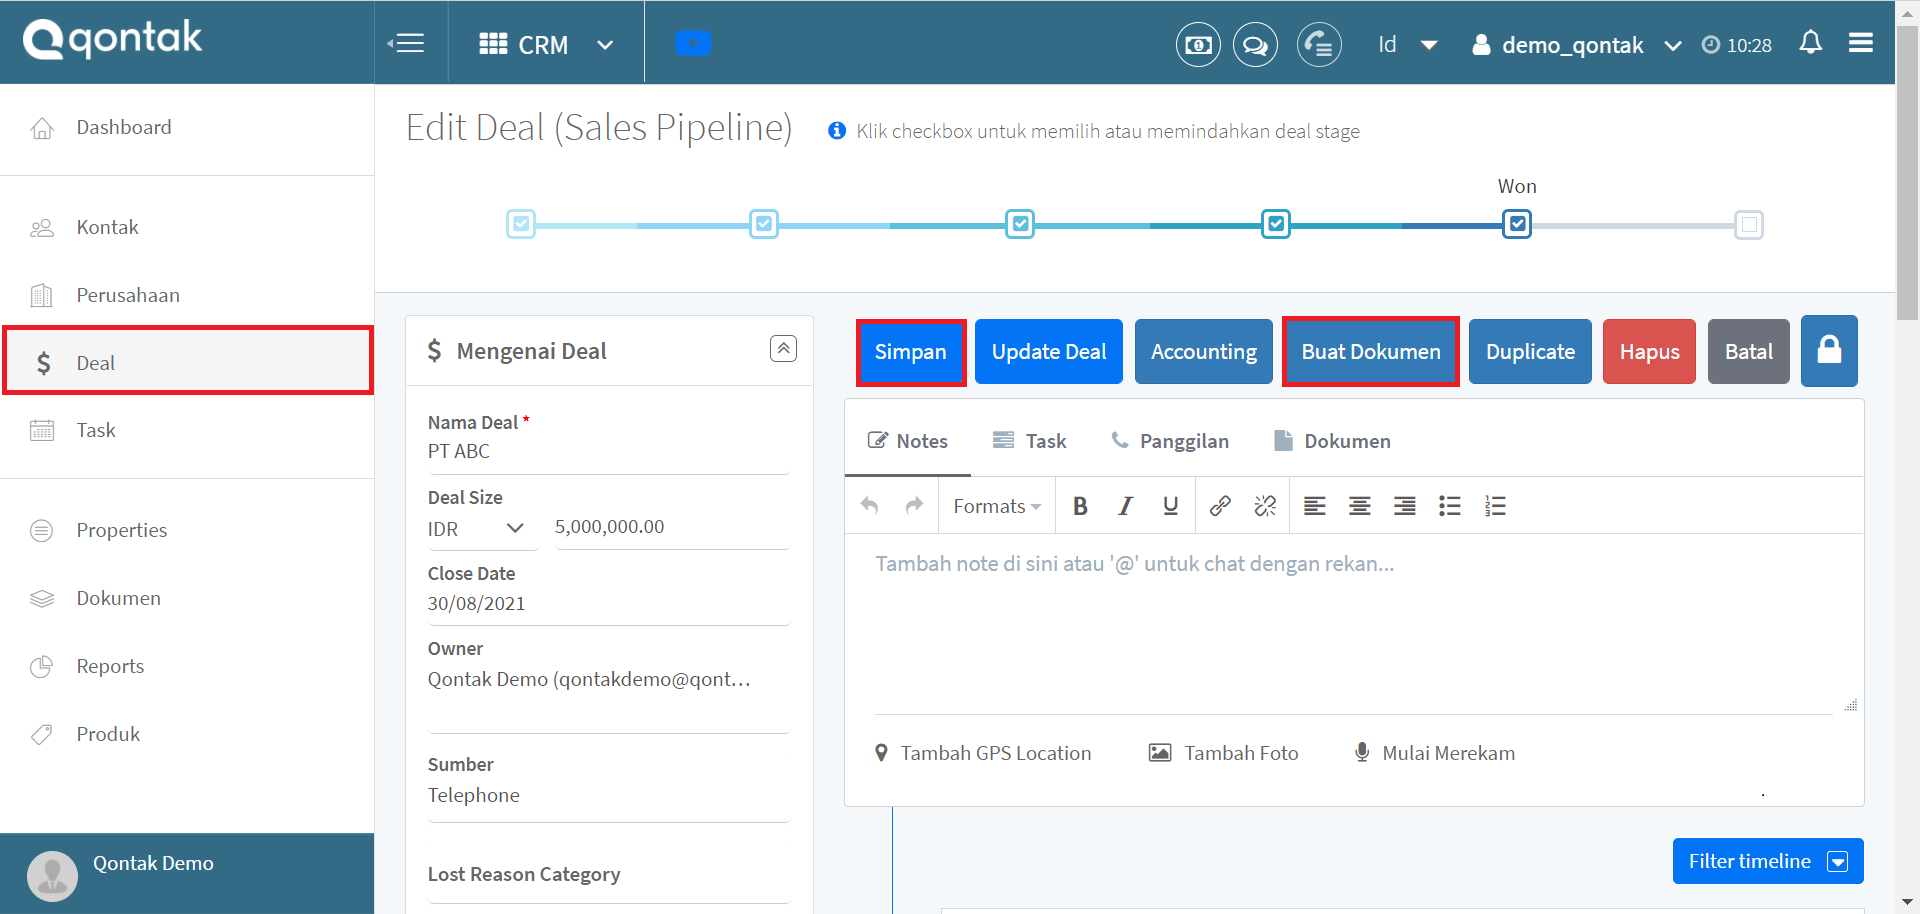 qontak
CRM
Id
demo_qontak
10:28
Dashboard
Kontak
Perusahaan
Deal
Task
Properties
Dokumen
Reports
Produk
Qontak Demo
Edit Deal (Sales Pipeline)
Klik checkbox untuk memilih atau memindahkan deal stage
Won
$ Mengenai Deal
Nama Deal *
PT ABC
Deal Size
IDR 5,000,000.00
Close Date
30/08/2021
Owner
Qontak Demo (qontakdemo@qont...
Sumber
Telephone
Lost Reason Category
Simpan Update Deal Accounting Buat Dokumen Duplicate Hapus Batal
Notes Task Panggilan Dokumen
Formats B I U
Tambah note di sini atau '@' untuk chat dengan rekan...
Tambah GPS Location Tambah Foto Mulai Merekam
.
Filter timeline